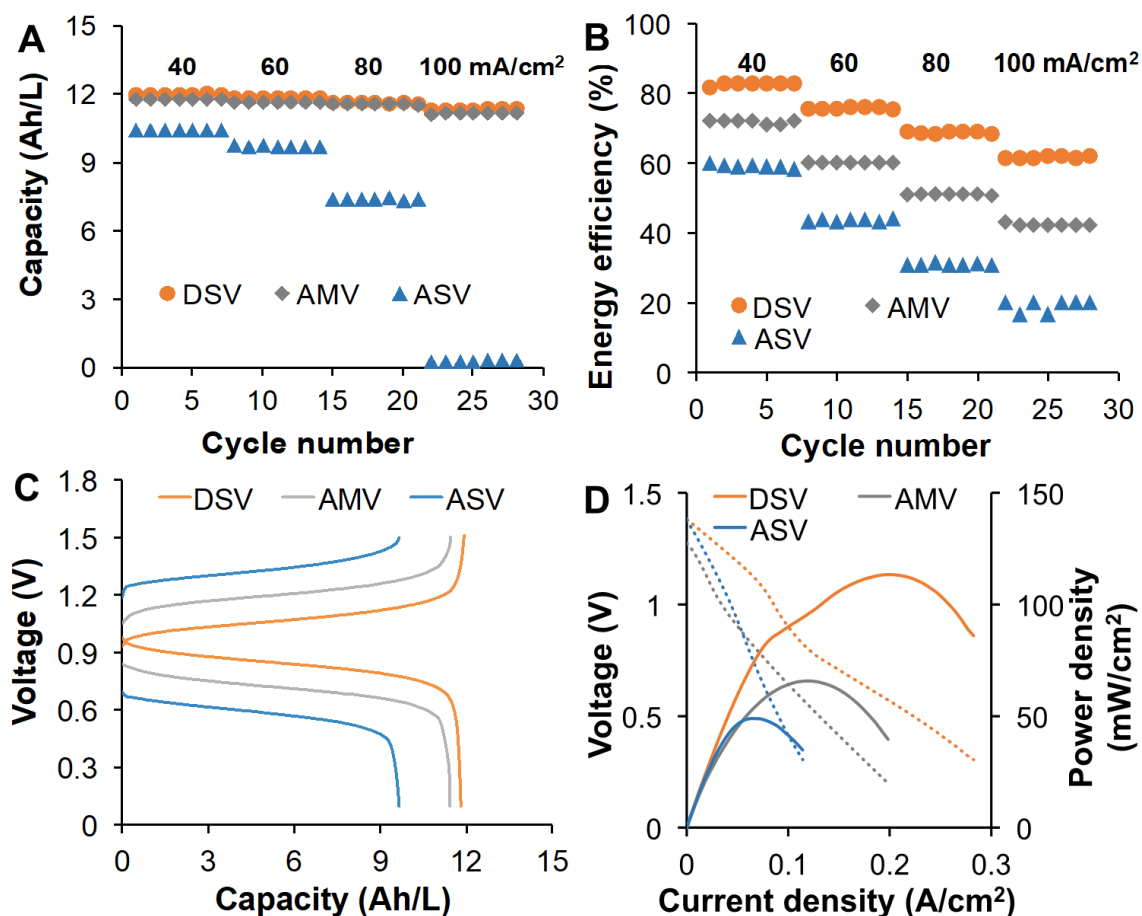 A
Capacity (Ah/L)
15
12
9
6
3
0
40 60 80 100 mA/cm²
DSV AMV ASV
0 5 10 15 20 25 30
Cycle number
B
Energy efficiency (%)
100
80
60
40
20
0
40 60 80 100 mA/cm²
DSV AMV
ASV
0 5 10 15 20 25 30
Cycle number
C
Voltage (V)
1.8
1.5
1.2
0.9
0.6
0.3
0
DSV AMV ASV
0 3 6 9 12 15
Capacity (Ah/L)
D
Voltage (V)
1.5
1
0.5
0
DSV AMV
ASV
150
100
50
0
Power density
(mW/cm²)
0 0.1 0.2 0.3
Current density (A/cm²)